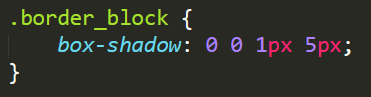 .border_block {
    box-shadow: 0 0 1px 5px;
}